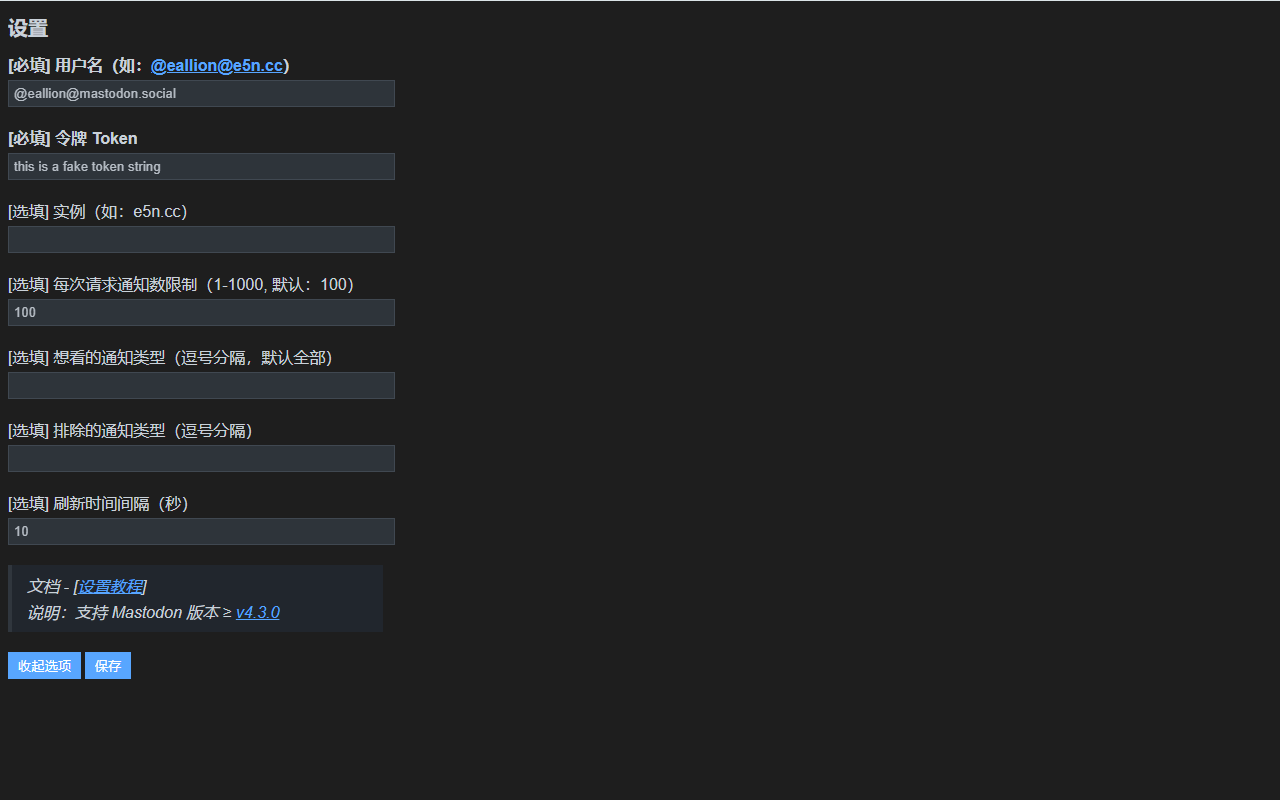 设置
[必填] 用户名（如：@eallion@e5n.cc）
@eallion@mastodon.social
[必填] 令牌 Token
this is a fake token string
[选填] 实例（如：e5n.cc）
[选填] 每次请求通知数限制（1-1000, 默认：100）
100
[选填] 想看的通知类型（逗号分隔，默认全部）
[选填] 排除的通知类型（逗号分隔）
[选填] 刷新时间间隔（秒）
10
文档 - [设置教程]
说明：支持 Mastodon 版本 ≥ v4.3.0
收起选项 保存